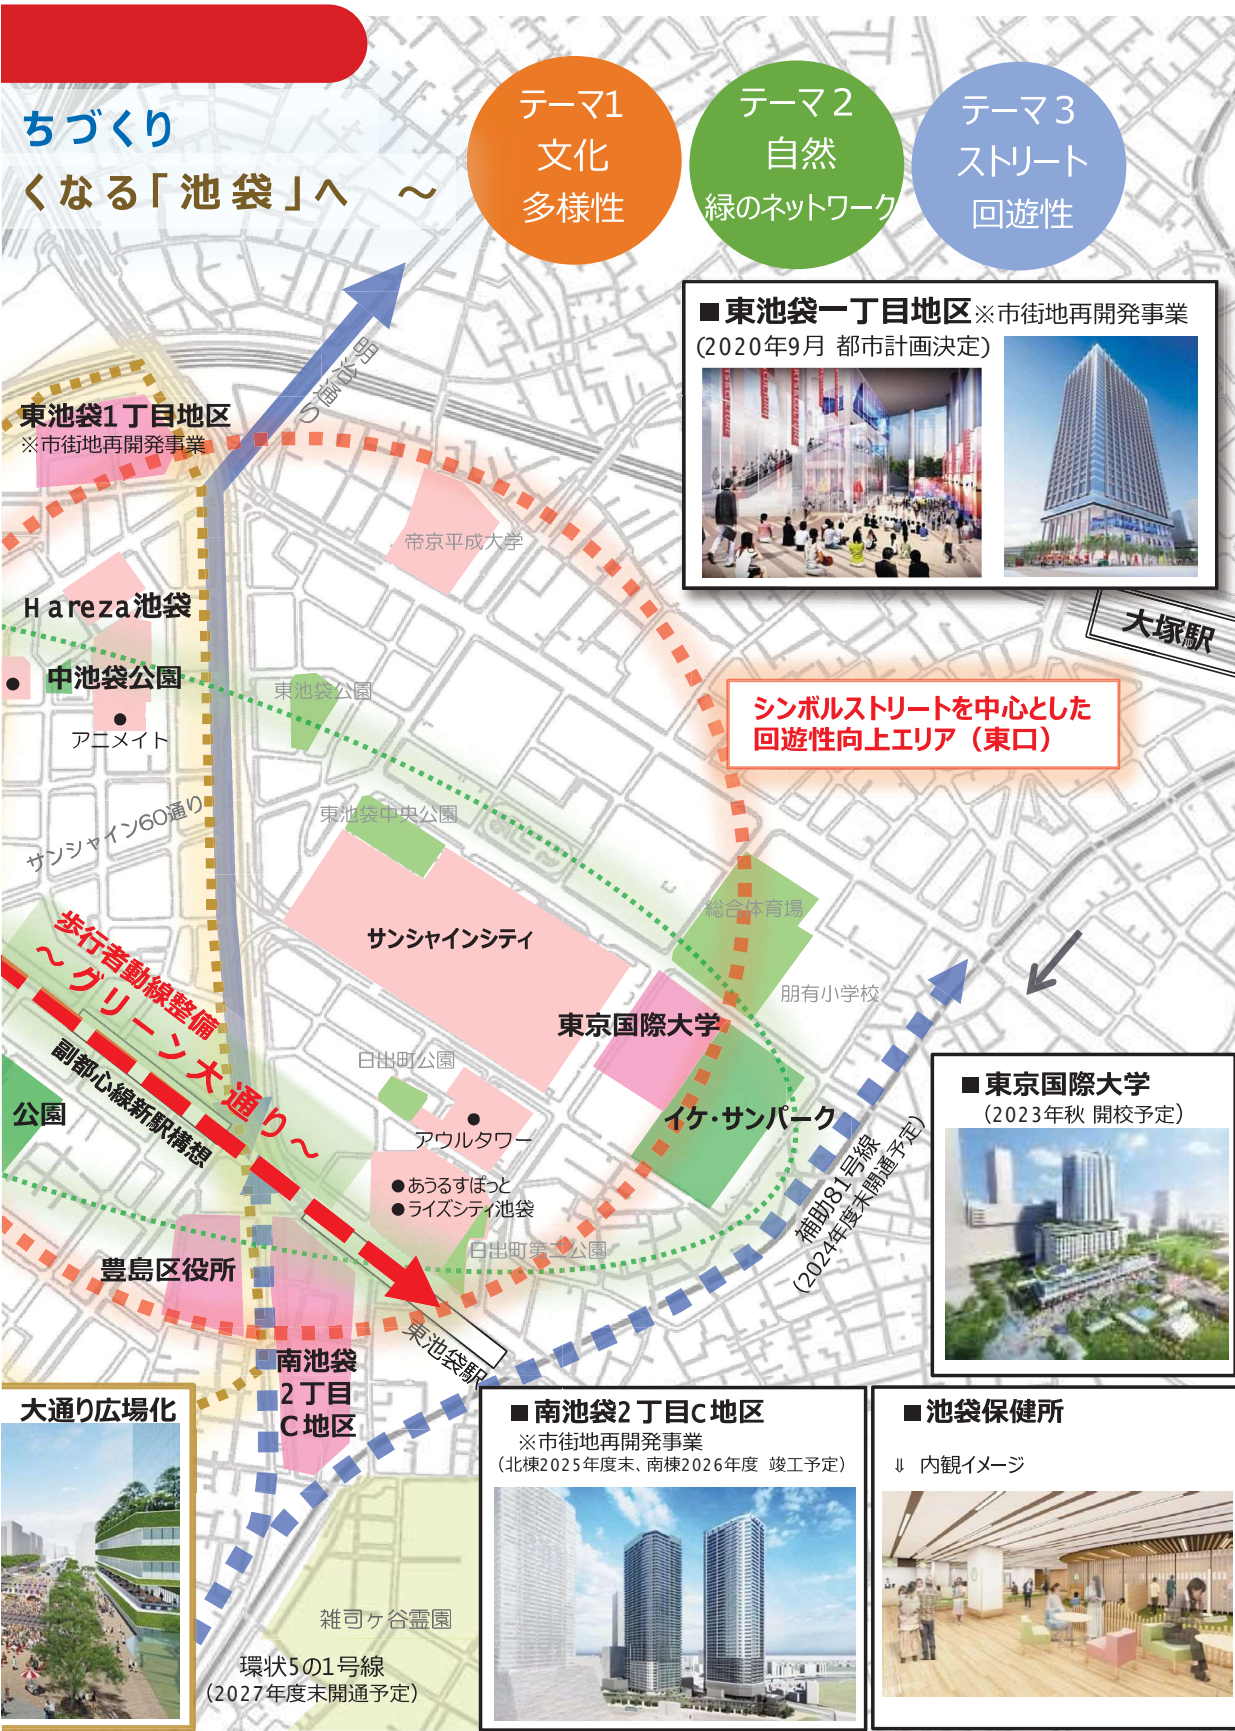 ちづくり
くなる「池袋」へ ～
テーマ1
文化
多様性
テーマ2
自然
緑のネットワーク
テーマ3
ストリート
回遊性
■東池袋一丁目地区※市街地再開発事業
(2020年9月 都市計画決定)
明治通り
東池袋1丁目地区
※市街地再開発事業
帝京平成大学
Hareza池袋
中池袋公園
●
●
アニメイト
東池袋公園
大塚駅
シンボルストリートを中心とした
回遊性向上エリア（東口）
サンシャイン60通り
東池袋中央公園
サンシャインシティ
総合体育場
朋有小学校
歩行者動線整備
～グリーン大通り～
副都心線新駅構想
東京国際大学
日出町公園
公園
●
アウルタワー
イケ・サンパーク
●あうるすぽっと
●ライズシティ池袋
日出町第二公園
補助81号線
(2024年度末開通予定)
豊島区役所
東池袋駅
南池袋
2丁目
C地区
■東京国際大学
(2023年秋 開校予定)
大通り広場化
■南池袋2丁目C地区
※市街地再開発事業
(北棟2025年度末、南棟2026年度 竣工予定)
■池袋保健所
⇓ 内観イメージ
雑司ヶ谷霊園
環状5の1号線
(2027年度末開通予定)